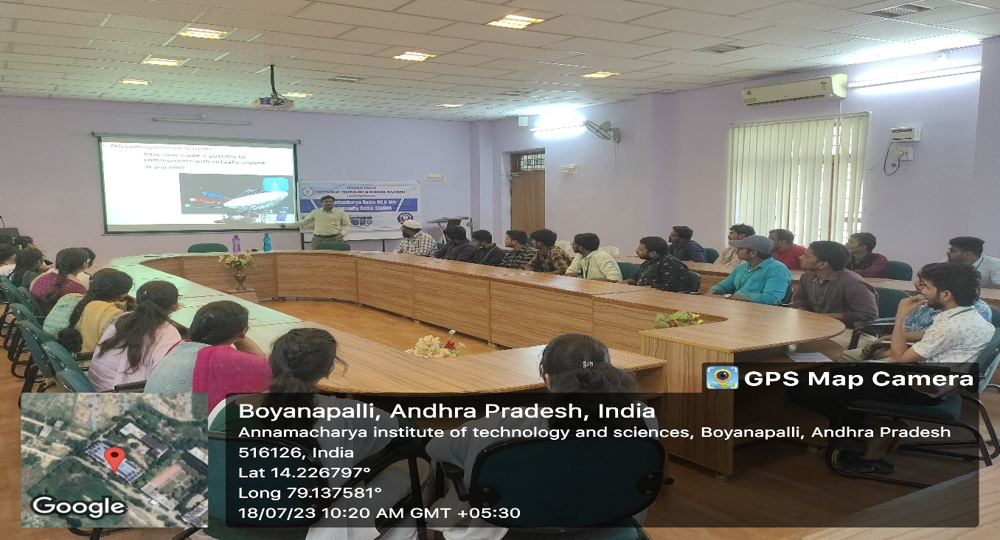 Telecommunication systems
have now made it possible to
communicate with virtually anyone
at any time.
ANNAMACHARYA
INSTITUTE OF TECHNOLOGY & SCIENCES, RAJAMPET
(Autonomous)
Annamacharya Radio 89.6 MHz
Community Radio Station
GPS Map Camera
Boyanapalli, Andhra Pradesh, India
Annamacharya institute of technology and sciences, Boyanapalli, Andhra Pradesh
516126, India
Lat 14.226797°
Long 79.137581°
18/07/23 10:20 AM GMT +05:30
Google